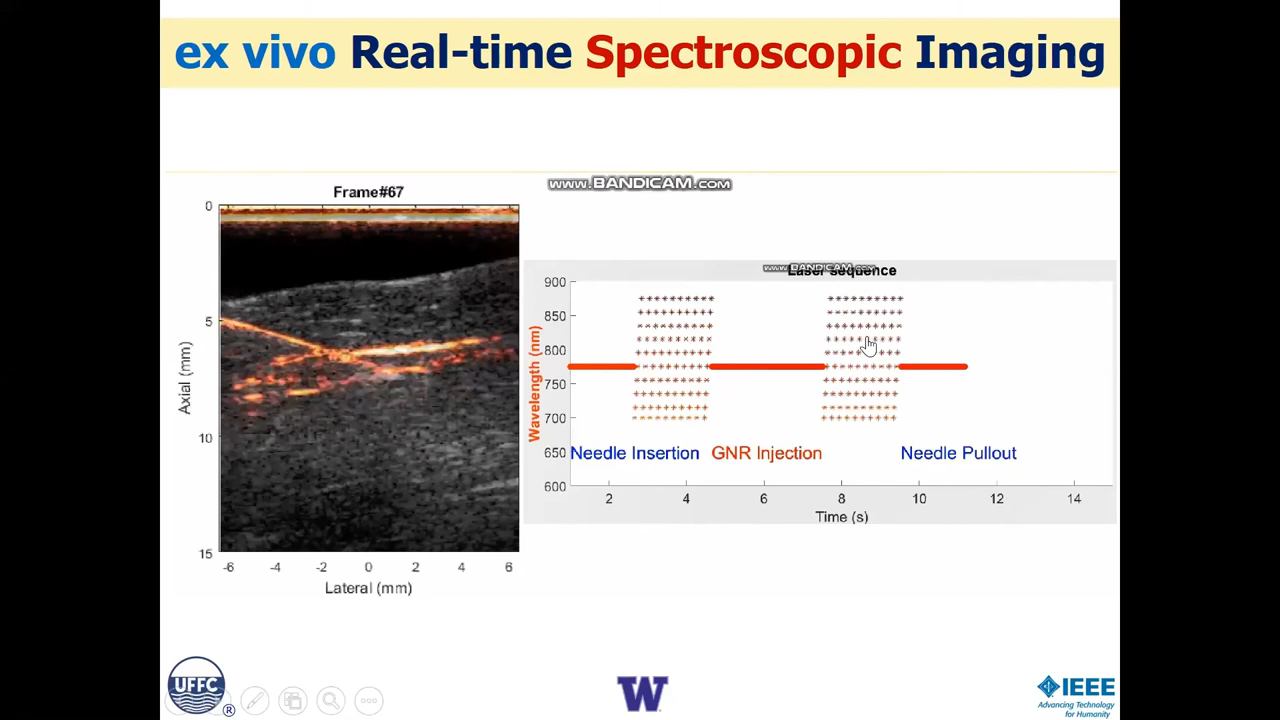 ex vivo Real-time Spectroscopic Imaging
Frame#67
0
5
10
15
Axial (mm)
-6 -4 -2 0 2 4 6
Lateral (mm)
www.BANDICAM.com
www.BANDICAM.com
Laser sequence
900
850
800
750
700
650
600
Wavelength (nm)
Needle Insertion GNR Injection Needle Pullout
2 4 6 8 10 12 14
Time (s)
UFFC ®
W
IEEE
Advancing Technology
for Humanity